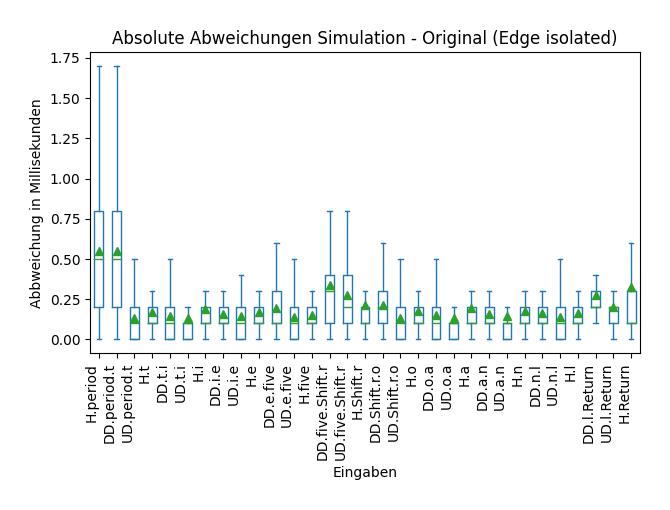 Absolute Abweichungen Simulation - Original (Edge isolated)
Abbweichung in Millisekunden
1.75
1.50
1.25
1.00
0.75
0.50
0.25
0.00
H.period
DD.period.t
UD.period.t
H.t
DD.t.i
UD.t.i
H.i
DD.i.e
UD.i.e
H.e
DD.e.five
UD.e.five
H.five
DD.five.Shift.r
UD.five.Shift.r
H.Shift.r
DD.Shift.r.o
UD.Shift.r.o
H.o
DD.o.a
UD.o.a
H.a
DD.a.n
UD.a.n
H.n
DD.n.l
UD.n.l
H.l
DD.l.Return
UD.l.Return
H.Return
Eingaben